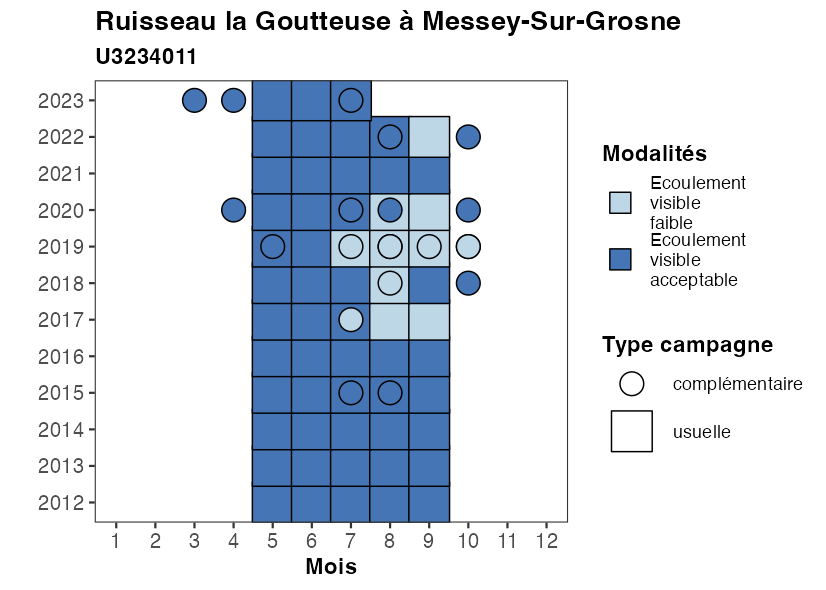 Ruisseau la Goutteuse à Messey-Sur-Grosne
U3234011
2023
2022
2021
2020
2019
2018
2017
2016
2015
2014
2013
2012
1 2 3 4 5 6 7 8 9 10 11 12
Mois
Modalités
Ecoulement
visible
faible
Ecoulement
visible
acceptable
Type campagne
complémentaire
usuelle